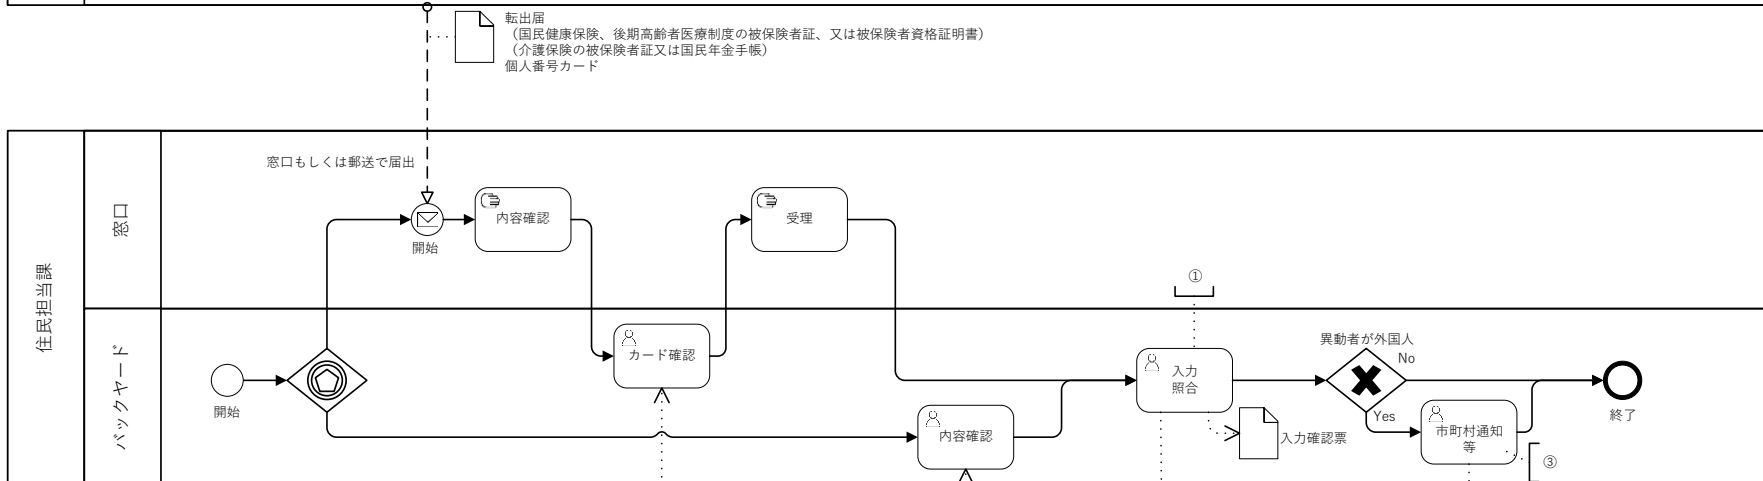 転出届
（国民健康保険、後期高齢者医療制度の被保険者証、又は被保険者資格証明書）
（介護保険の被保険者証又は国民年金手帳）
個人番号カード
住民担当課
窓口
窓口もしくは郵送で届出
開始
内容確認
受理
①
バックヤード
開始
カード確認
内容確認
入力
照合
入力確認票
異動者が外国人
No
Yes
市町村通知
等
③
終了